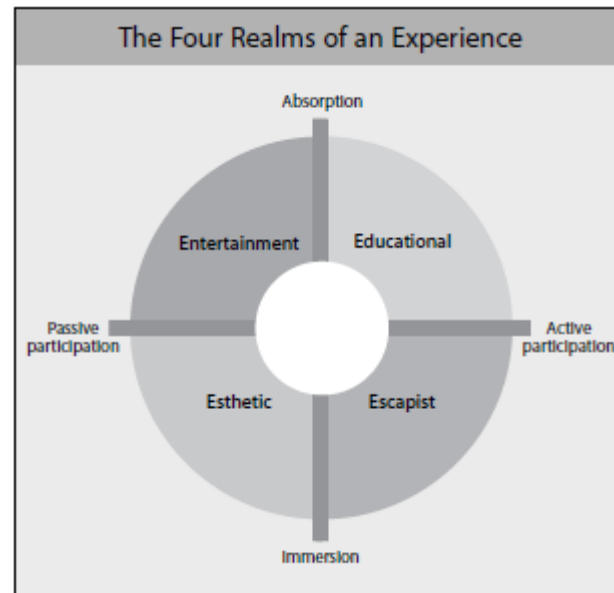 The Four Realms of an Experience
Absorption
Entertainment
Educational
Passive
participation
Active
participation
Esthetic
Escapist
Immersion